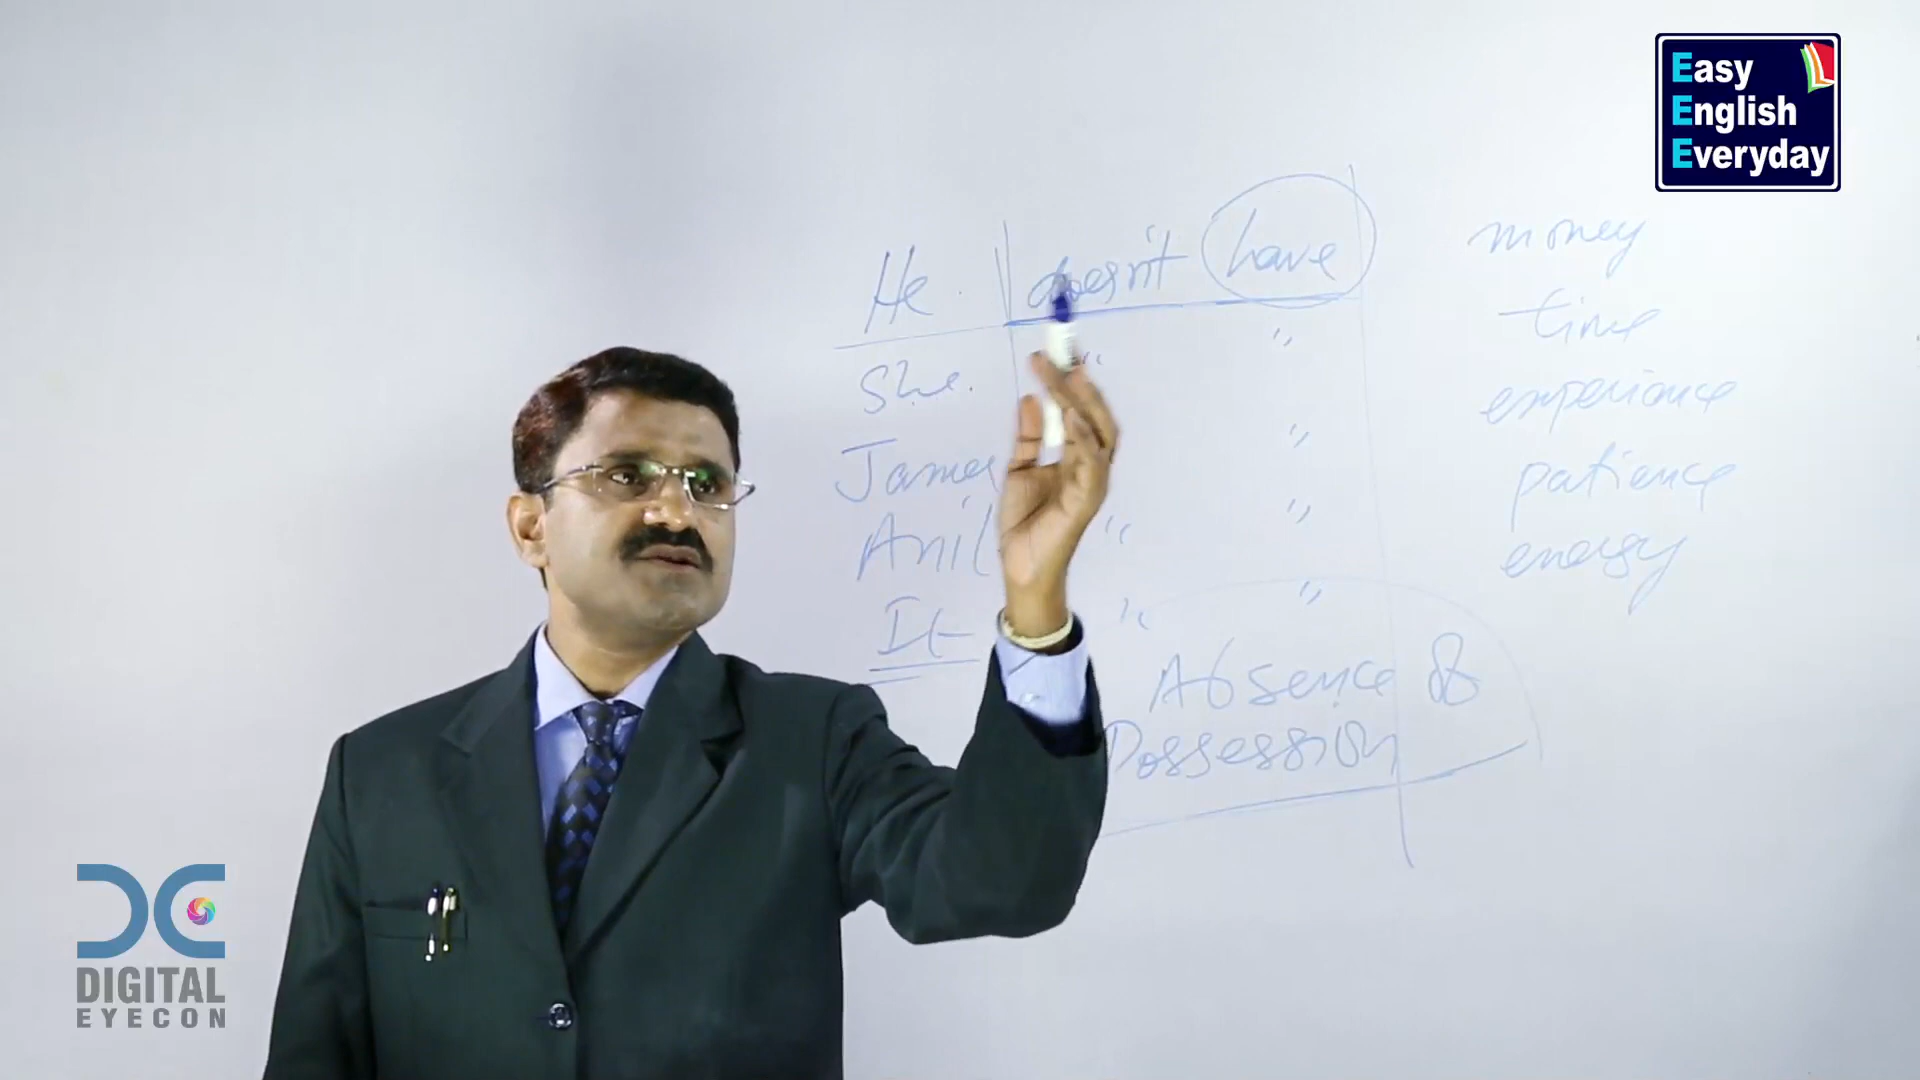 Easy
English
Everyday
He doesn't have money
She " " time
James " experience
Anil " " patience
It " " energy
Absence of
Possession
DIGITAL
EYECON